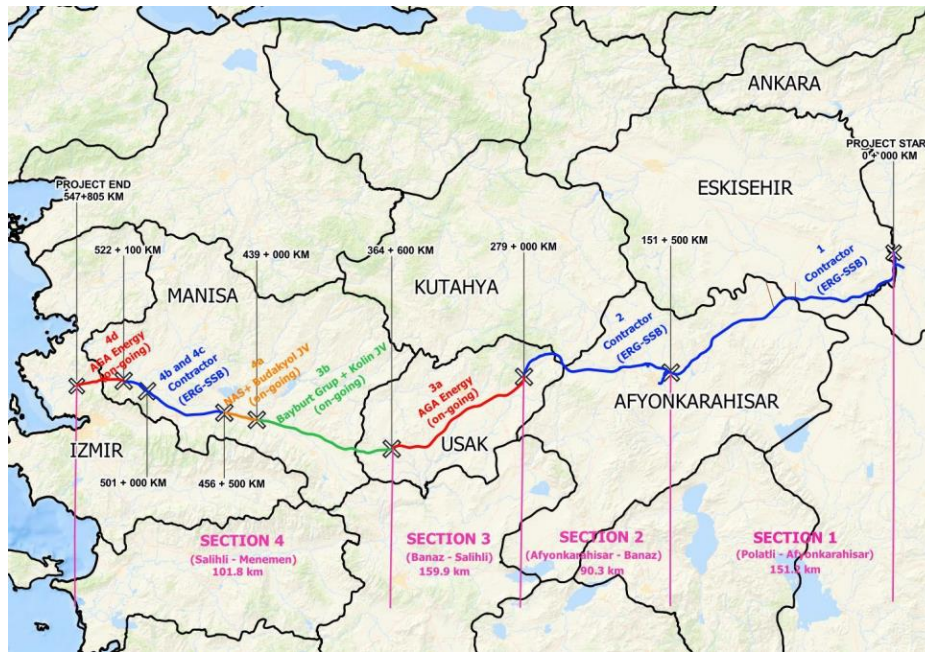 ANKARA
PROJECT STAR
0+000 KM
ESKISEHIR
PROJECT END
547+805 KM
522 + 100 KM
439 + 000 KM
364 + 600 KM
279 + 000 KM
151 + 500 KM
1
Contractor
(ERG-SSB)
KUTAHYA
MANISA
2
Contractor
(ERG-SSB)
4d
AGA Energy
(on-going)
4b and 4c
Contractor
(ERG-SSB)
4a
NAS+ Budakyol JV
(on-going)
3b
Bayburt Grup + Kolin JV
(on-going)
3a
AGA Energy
(on-going)
AFYONKARAHISAR
IZMIR
USAK
501 + 000 KM
456 + 500 KM
SECTION 4
(Salihli - Menemen)
101.8 km
SECTION 3
(Banaz - Salihli)
159.9 km
SECTION 2
(Afyonkarahisar - Banaz)
90.3 km
SECTION 1
(Polatli - Afyonkarahisar)
151.2 km